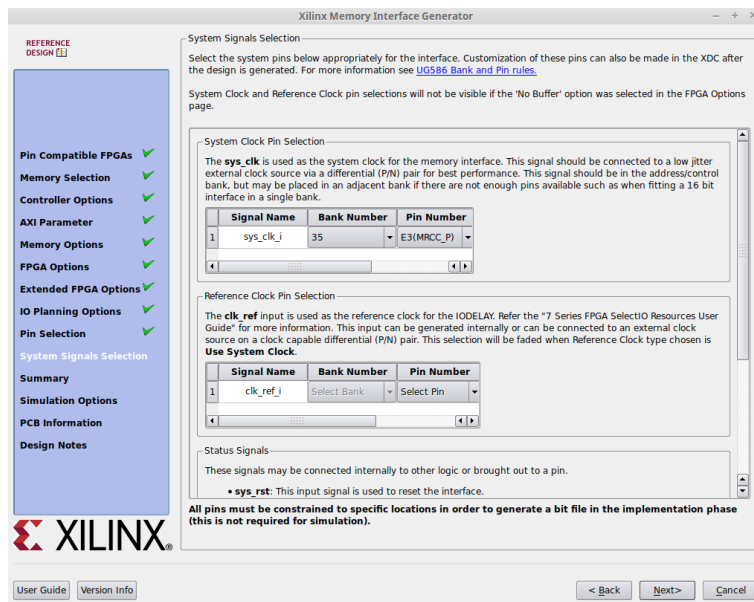 Xilinx Memory Interface Generator
REFERENCE
DESIGN
Pin Compatible FPGAs
Memory Selection
Controller Options
AXI Parameter
Memory Options
FPGA Options
Extended FPGA Options
IO Planning Options
Pin Selection
System Signals Selection
Summary
Simulation Options
PCB Information
Design Notes
XILINX®
System Signals Selection
Select the system pins below appropriately for the interface. Customization of these pins can also be made in the XDC after
the design is generated. For more information see UG586 Bank and Pin rules.
System Clock and Reference Clock pin selections will not be visible if the 'No Buffer' option was selected in the FPGA Options
page.
System Clock Pin Selection
The sys_clk is used as the system clock for the memory interface. This signal should be connected to a low jitter
external clock source via a differential (P/N) pair for best performance. This signal should be in the address/control
bank, but may be placed in an adjacent bank if there are not enough pins available such as when fitting a 16 bit
interface in a single bank.
Signal Name Bank Number Pin Number
1 sys_clk_i 35 E3(MRCC_P)
Reference Clock Pin Selection
The clk_ref input is used as the reference clock for the IODELAY. Refer the "7 Series FPGA SelectIO Resources User
Guide" for more information. This input can be generated internally or can be connected to an external clock
source on a clock capable differential (P/N) pair. This selection will be faded when Reference Clock type chosen is
Use System Clock.
Signal Name Bank Number Pin Number
1 clk_ref_i Select Bank Select Pin
Status Signals
These signals may be connected internally to other logic or brought out to a pin.
• sys_rst: This input signal is used to reset the interface.
All pins must be constrained to specific locations in order to generate a bit file in the implementation phase
(this is not required for simulation).
User Guide Version Info < Back Next> Cancel